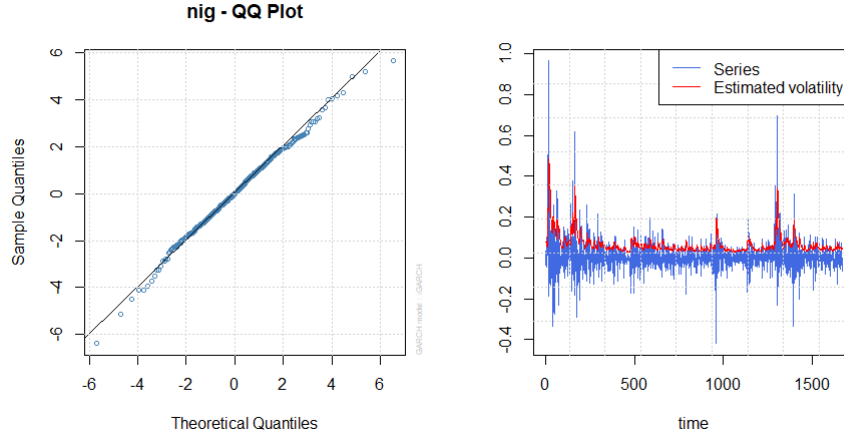 nig - QQ Plot
Sample Quantiles
6
4
2
0
-2
-4
-6
-6 -4 -2 0 2 4 6
Theoretical Quantiles
GARCH model : GARCH
Series
Estimated volatility
1.0
0.8
0.6
0.4
0.2
0.0
-0.2
-0.4
0 500 1000 1500
time